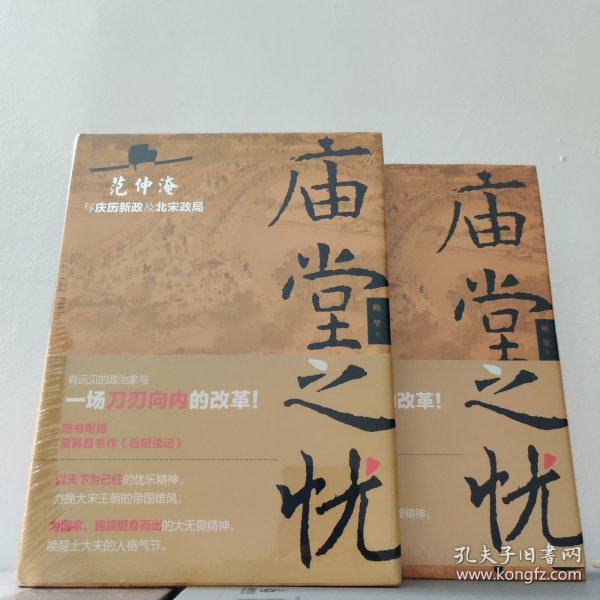 范仲淹
与庆历新政及北宋政局
庙堂之忧
有远见的政治家与
一场刀刃向内的改革！
随书附赠
董其昌书作《岳阳楼记》
以天下为己任的忧乐精神，
力挽大宋王朝的帝国雄风；
为国家、民族挺身而出的大无畏精神，
唤醒士大夫的人格气节。
庙堂之忧
的改革！
畏精神，
孔夫子旧书网
www.kongfz.com